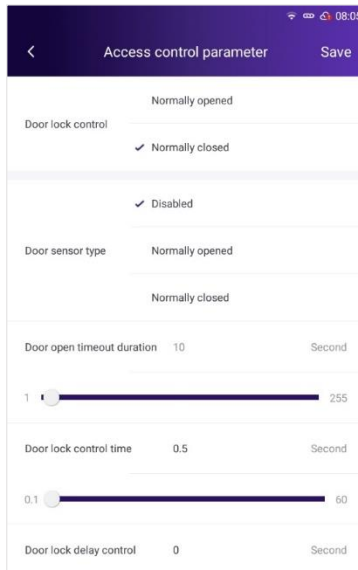 08:05
Access control parameter Save
Normally opened
Door lock control
Normally closed
Disabled
Door sensor type Normally opened
Normally closed
Door open timeout duration 10 Second
1 255
Door lock control time 0.5 Second
0.1 60
Door lock delay control 0 Second